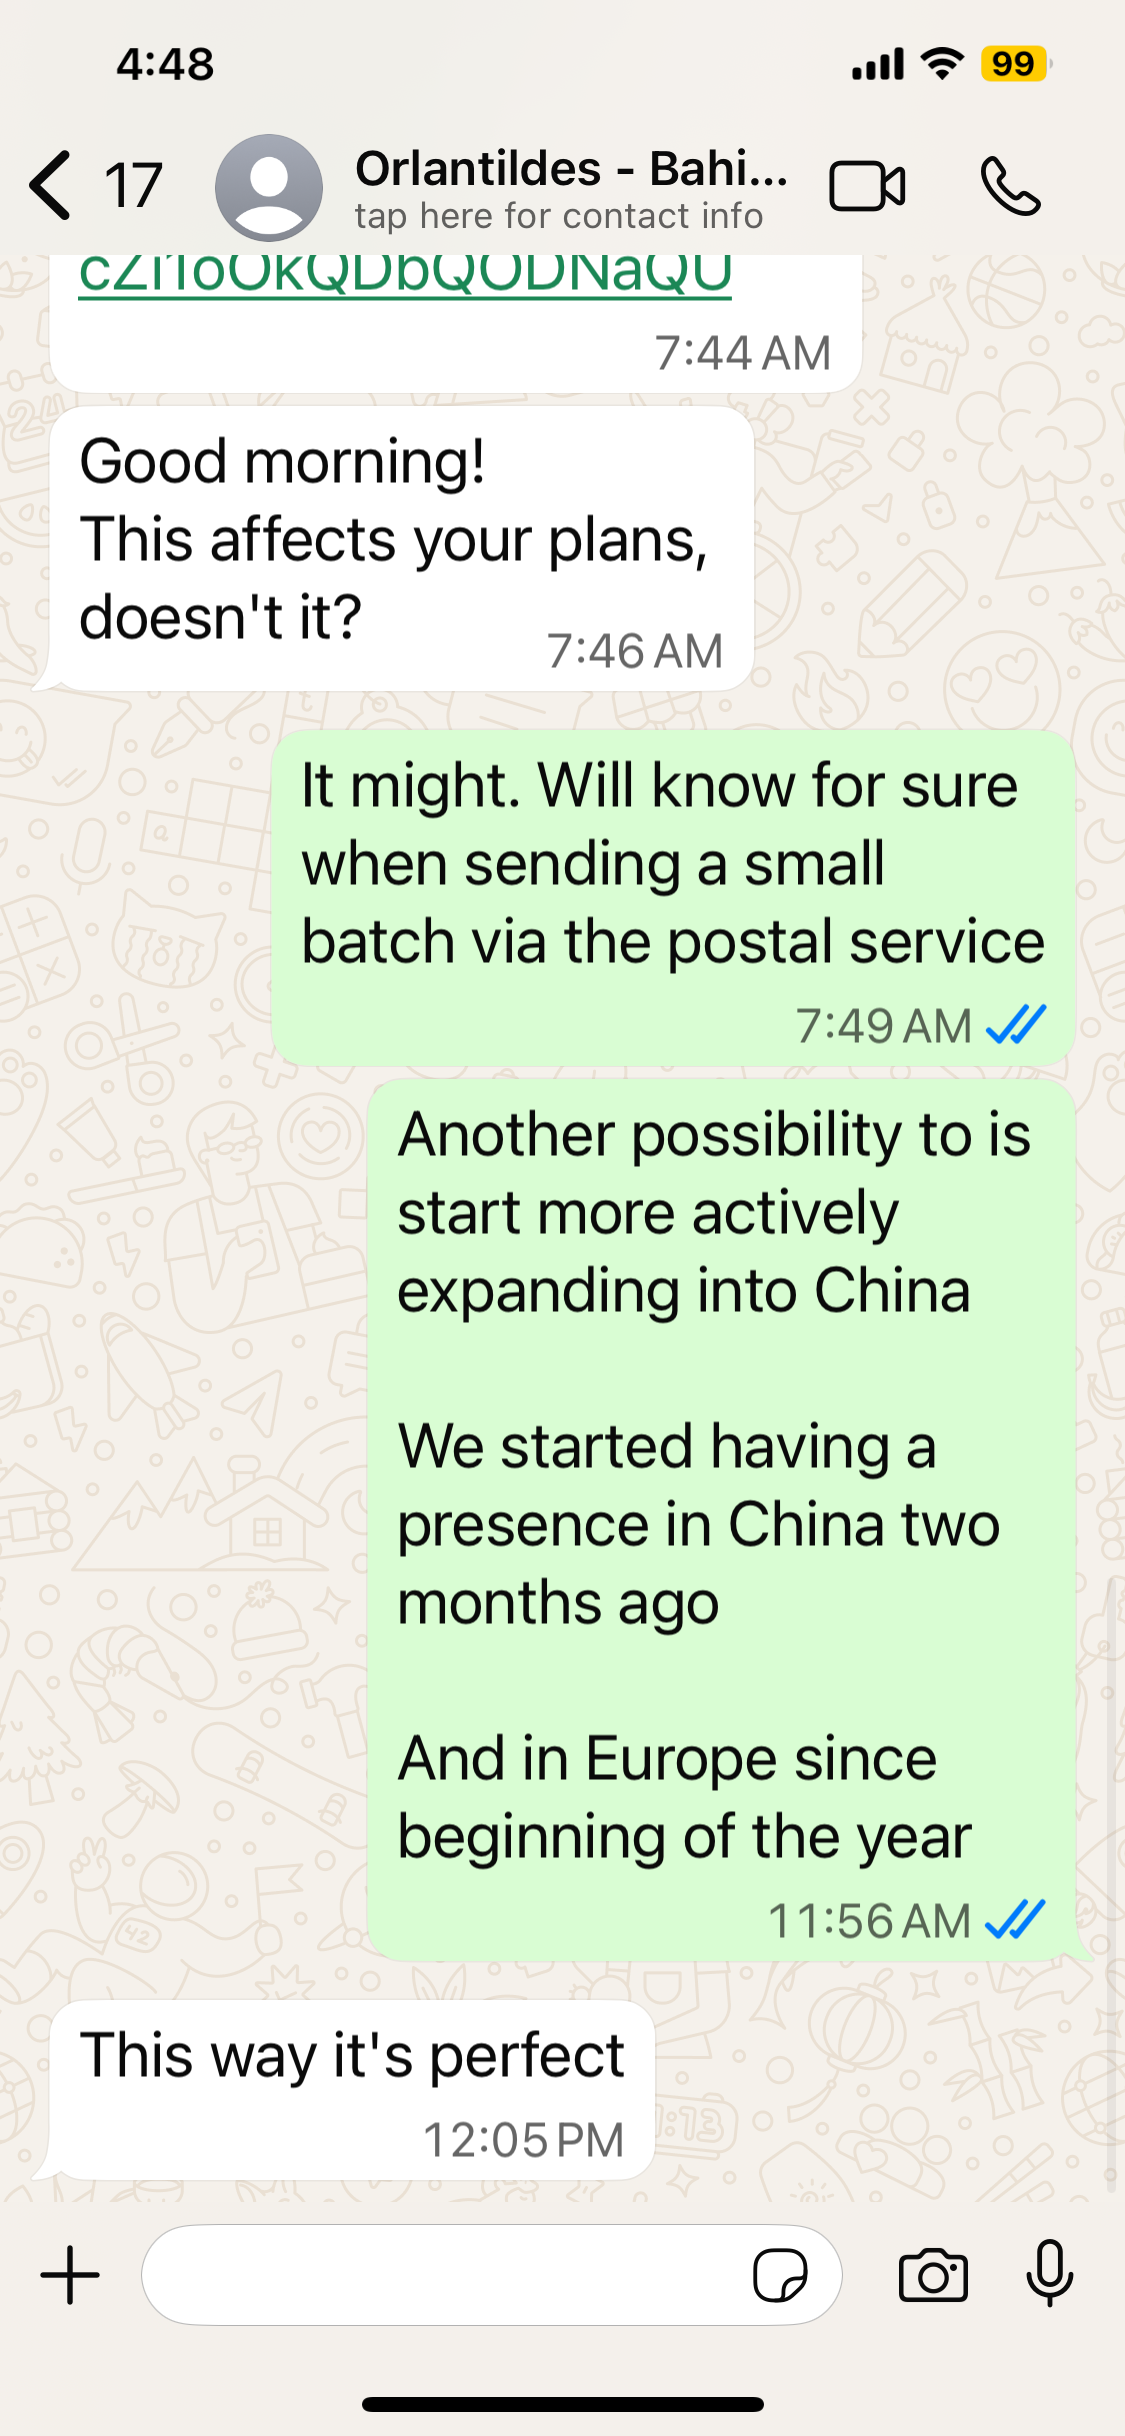 4:48
99
17
Orlantildes - Bahi...
tap here for contact info
7:44 AM
Good morning!
This affects your plans,
doesn't it?
7:46 AM
It might. Will know for sure
when sending a small
batch via the postal service
7:49 AM
Another possibility to is
start more actively
expanding into China
We started having a
presence in China two
months ago
And in Europe since
beginning of the year
11:56 AM
This way it's perfect
12:05 PM